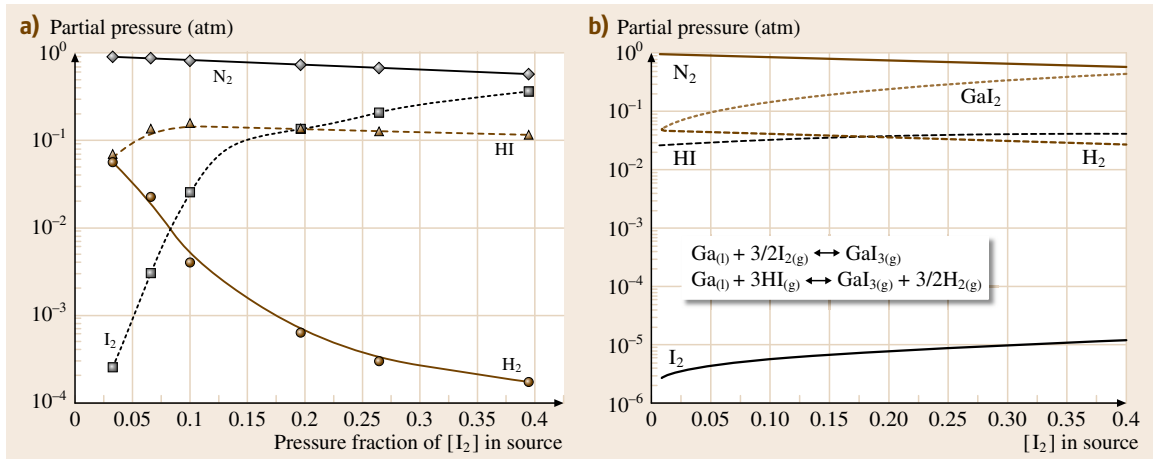 a) Partial pressure (atm)
10⁰
10⁻¹
10⁻²
10⁻³
10⁻⁴
N₂
HI
I₂
H₂
0 0.05 0.1 0.15 0.2 0.25 0.3 0.35 0.4
Pressure fraction of [I₂] in source
b) Partial pressure (atm)
10⁰
10⁻¹
10⁻²
10⁻³
10⁻⁴
10⁻⁵
10⁻⁶
N₂
GaI₂
HI
H₂
Ga₍ₗ₎ + 3/2I₂₍g₎ ↔ GaI₃₍g₎
Ga₍ₗ₎ + 3HI₍g₎ ↔ GaI₃₍g₎ + 3/2H₂₍g₎
I₂
0 0.05 0.10 0.15 0.20 0.25 0.30 0.35 0.4
[I₂] in source